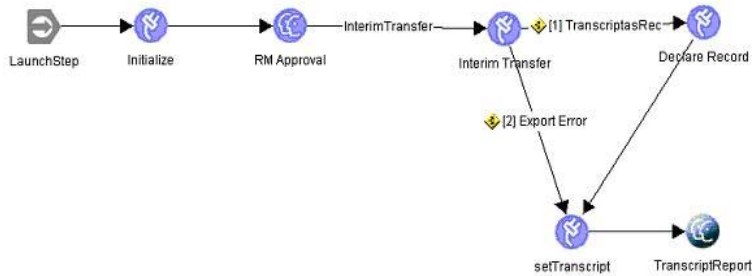 InterimTransfer
[1] TranscriptasRec
LaunchStep
Initialize
RM Approval
Interim Transfer
Declare Record
[2] Export Error
setTranscript
TranscriptReport